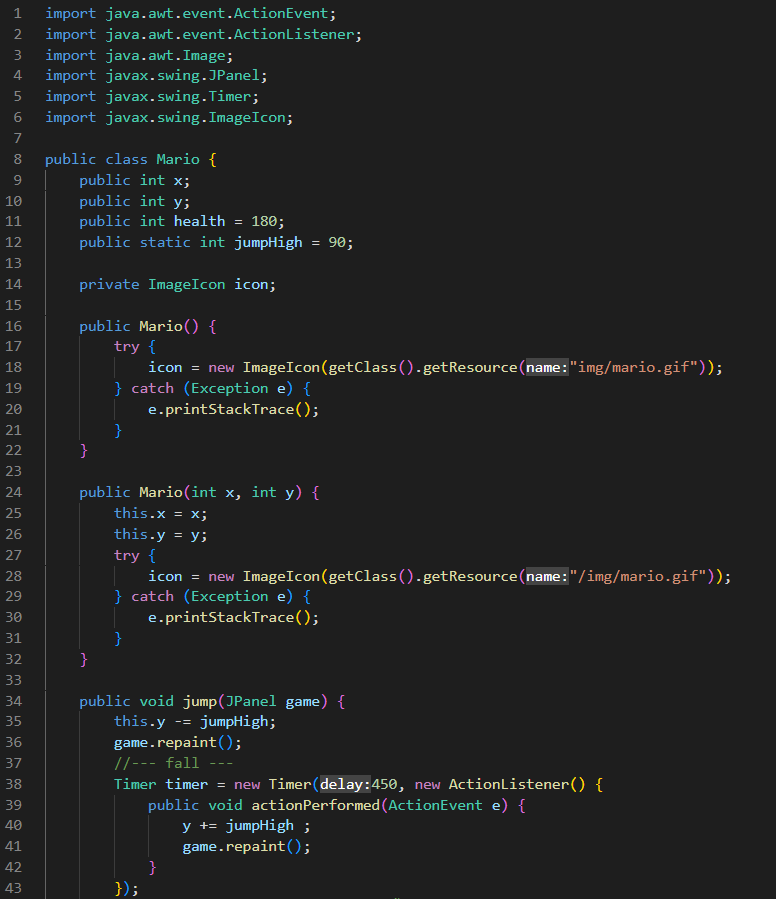 1 import java.awt.event.ActionEvent;
2 import java.awt.event.ActionListener;
3 import java.awt.Image;
4 import javax.swing.JPanel;
5 import javax.swing.Timer;
6 import javax.swing.ImageIcon;
7
8 public class Mario {
9     public int x;
10     public int y;
11     public int health = 180;
12     public static int jumpHigh = 90;
13
14     private ImageIcon icon;
15
16     public Mario() {
17         try {
18             icon = new ImageIcon(getClass().getResource(name:"img/mario.gif"));
19         } catch (Exception e) {
20             e.printStackTrace();
21         }
22     }
23
24     public Mario(int x, int y) {
25         this.x = x;
26         this.y = y;
27         try {
28             icon = new ImageIcon(getClass().getResource(name:"/img/mario.gif"));
29         } catch (Exception e) {
30             e.printStackTrace();
31         }
32     }
33
34     public void jump(JPanel game) {
35         this.y -= jumpHigh;
36         game.repaint();
37         //--- fall ---
38         Timer timer = new Timer(delay:450, new ActionListener() {
39             public void actionPerformed(ActionEvent e) {
40                 y += jumpHigh ;
41                 game.repaint();
42             }
43         });